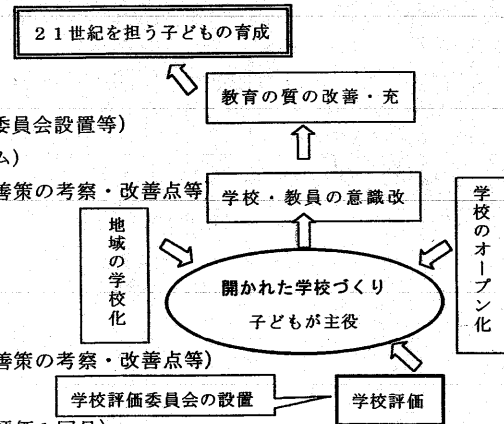 21世紀を担う子どもの育成
教育の質の改善・充
委員会設置等)
ム)
善策の考察・改善点等
学校・教員の意識改
地域の学校化
学校のオープン化
開かれた学校づくり
子どもが主役
善策の考察・改善点等)
学校評価委員会の設置
学校評価